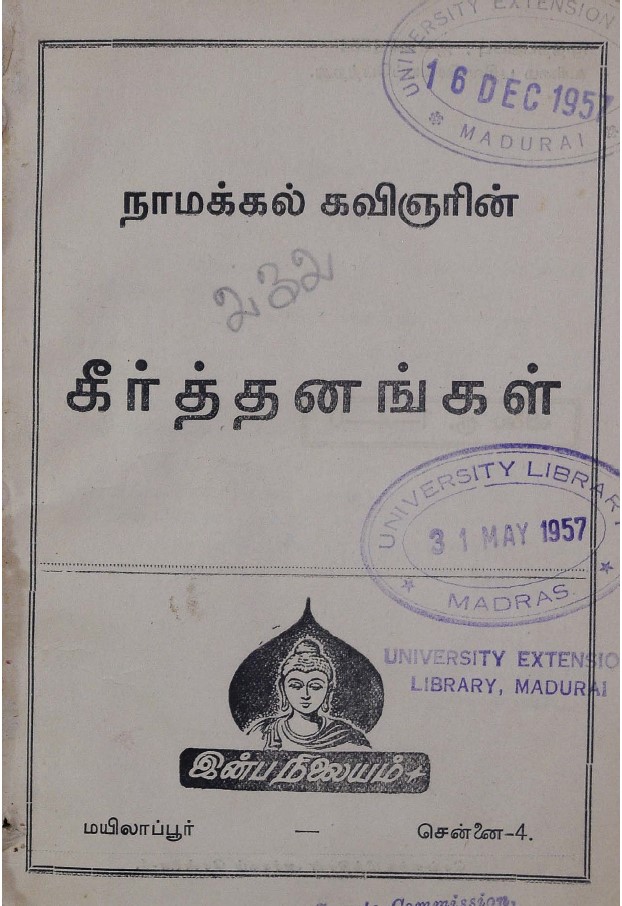 UNIVERSITY EXTENSION
16 DEC 1957
MADURAI
நாமக்கல் கவிஞரின்
கீர்த்தனங்கள்
UNIVERSITY LIBRARY
31 MAY 1957
MADRAS
UNIVERSITY EXTENSIO
LIBRARY, MADURAI
இன்ப நிலையம்
மயிலாப்பூர் — சென்னை-4.